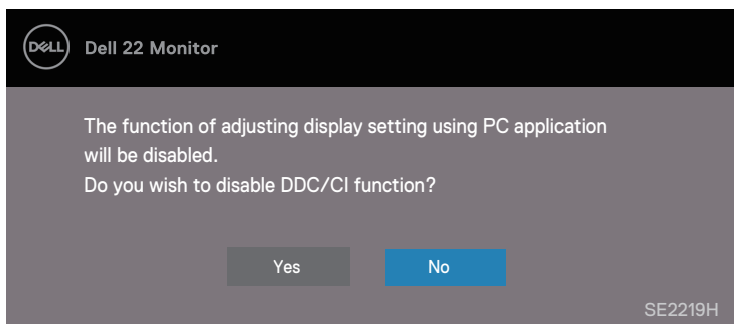 DELL Dell 22 Monitor
The function of adjusting display setting using PC application
will be disabled.
Do you wish to disable DDC/CI function?
Yes No
SE2219H